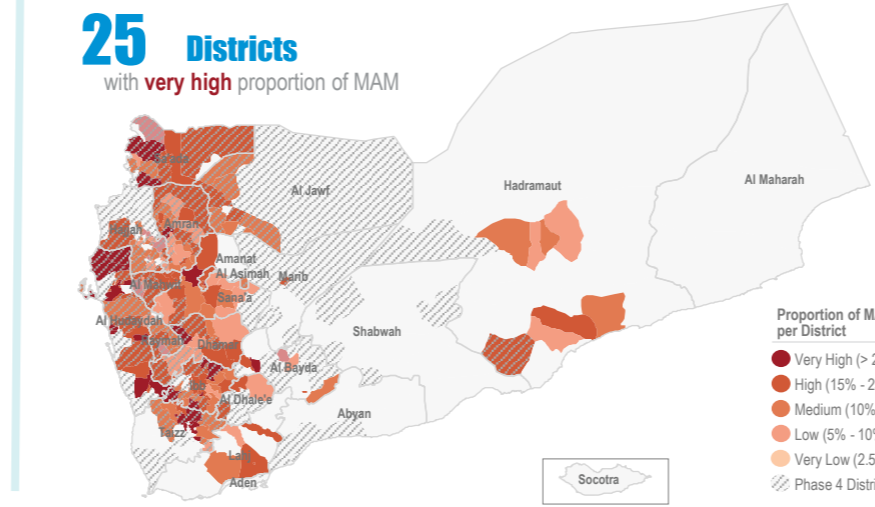 25 Districts
with very high proportion of MAM
Saada
Al Jawf
Hadramaut
Al Maharah
Hajjah
Amran
Amanat
Al Asimah
Marib
Al Mahwit
Sana'a
Al Hodeydah
Raymah
Dhamar
Shabwah
Al Bayda
Ibb
Al Dhale'e
Abyan
Taizz
Lahj
Aden
Socotra
Proportion of MA
per District
Very High (> 2
High (15% - 2
Medium (10%
Low (5% - 10%
Very Low (2.5
Phase 4 Distri